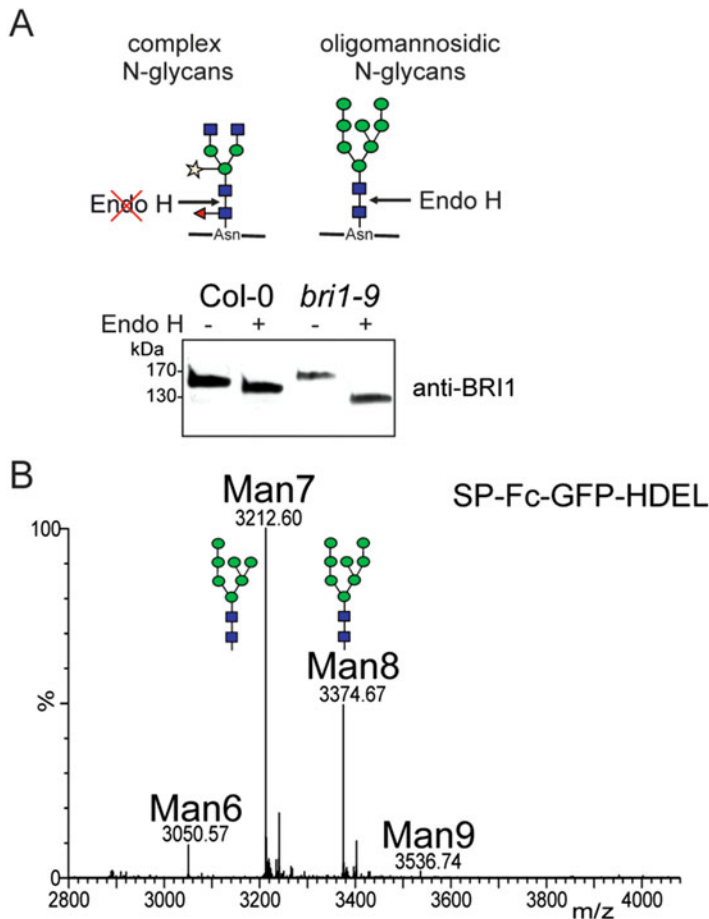 A
complex
N-glycans
oligomannosidic
N-glycans
Endo H
Endo H
Asn
Asn
Col-0 bri1-9
Endo H - + - +
kDa
170
130
anti-BRI1
B
SP-Fc-GFP-HDEL
Man7
3212.60
100
Man8
3374.67
%
Man6
3050.57
Man9
3536.74
0
2800 3000 3200 3400 3600 3800 4000
m/z